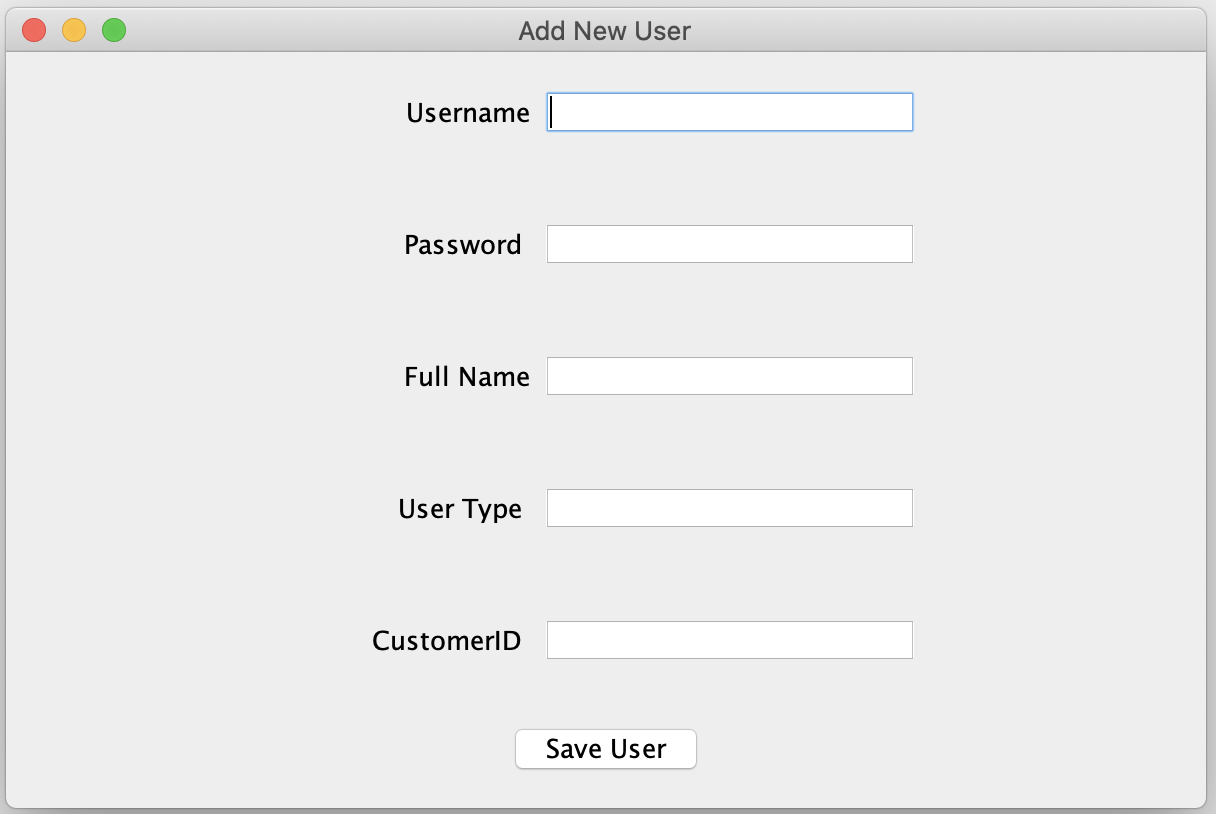 Add New User
Username
Password
Full Name
User Type
CustomerID
Save User